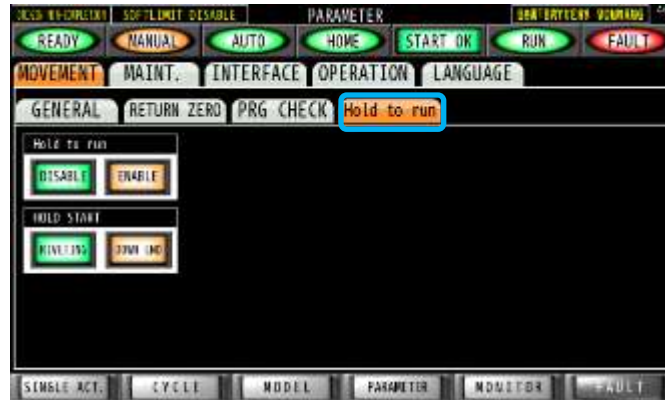 SOFTLIMIT DISABLE PARAMETER
READY MANUAL AUTO HOME START OK RUN FAULT
MOVEMENT MAINT. INTERFACE OPERATION LANGUAGE
GENERAL RETURN ZERO PRG CHECK Hold to run
Hold to run
DISABLE ENABLE
HOLD START
DOWN END
SINGLE ACT. CYCLE MODEL PARAMETER MONITOR FAULT